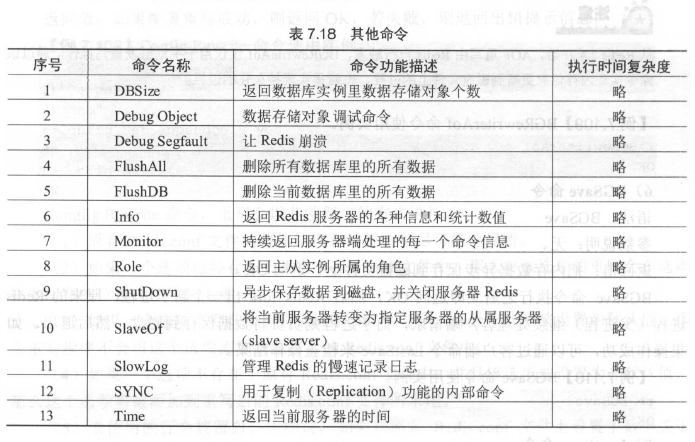 表 7.18 其他命令
序号 命令名称 命令功能描述 执行时间复杂度
1 DBSize 返回数据库实例里数据存储对象个数 略
2 Debug Object 数据存储对象调试命令 略
3 Debug Segfault 让 Redis 崩溃 略
4 FlushAll 删除所有数据库里的所有数据 略
5 FlushDB 删除当前数据库里的所有数据 略
6 Info 返回 Redis 服务器的各种信息和统计数值 略
7 Monitor 持续返回服务器端处理的每一个命令信息 略
8 Role 返回主从实例所属的角色 略
9 ShutDown 异步保存数据到磁盘，并关闭服务器 Redis 略
10 SlaveOf 将当前服务器转变为指定服务器的从属服务器 略
（slave server）
11 SlowLog 管理 Redis 的慢速记录日志 略
12 SYNC 用于复制（Replication）功能的内部命令 略
13 Time 返回当前服务器的时间 略